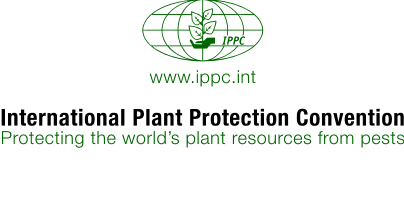 IPPC
www.ippc.int
International Plant Protection Convention
Protecting the world's plant resources from pests